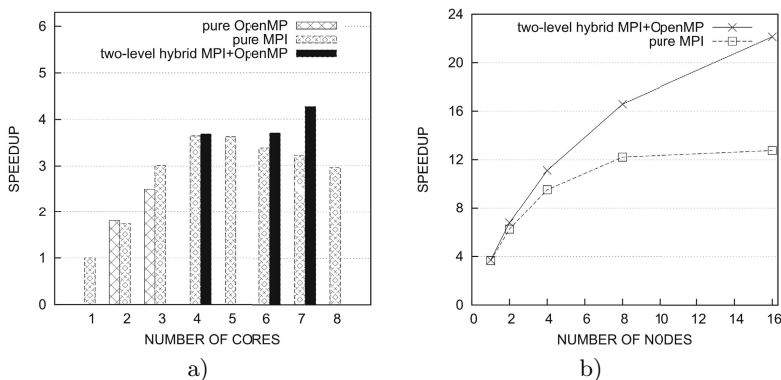 pure OpenMP
pure MPI
two-level hybrid MPI+OpenMP
6
5
4
3
2
1
0
SPEEDUP
1 2 3 4 5 6 7 8
NUMBER OF CORES
a)
two-level hybrid MPI+OpenMP
pure MPI
24
20
16
12
8
4
0
SPEEDUP
0 2 4 6 8 10 12 14 16
NUMBER OF NODES
b)